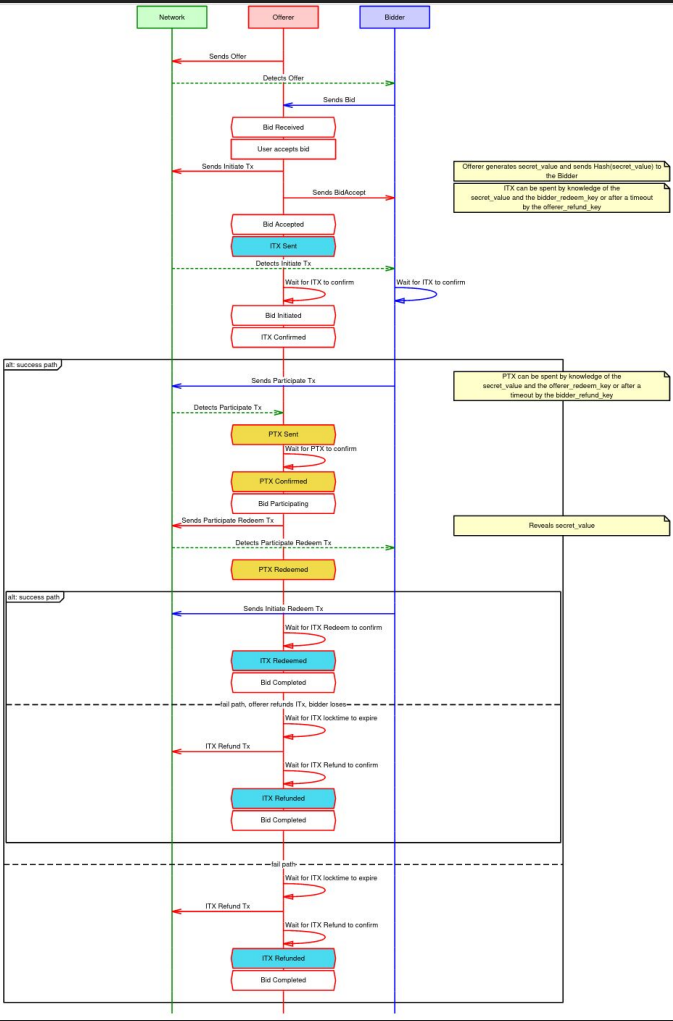 Network
Offerer
Bidder
Sends Offer
Detects Offer
Sends Bid
Bid Received
User accepts bid
Sends Initiate Tx
Offerer generates secret_value and sends Hash(secret_value) to
the Bidder
Sends BidAccept
ITX can be spent by knowledge of the
secret_value and the bidder_redeem_key or after a timeout
by the offerer_refund_key
Bid Accepted
ITX Sent
Detects Initiate Tx
Wait for ITX to confirm
Wait for ITX to confirm
Bid Initiated
ITX Confirmed
alt: success path
Sends Participate Tx
PTX can be spent by knowledge of the
secret_value and the offerer_redeem_key or after a
timeout by the bidder_refund_key
Detects Participate Tx
PTX Sent
Wait for PTX to confirm
PTX Confirmed
Bid Participating
Sends Participate Redeem Tx
Reveals secret_value
Detects Participate Redeem Tx
PTX Redeemed
alt: success path
Sends Initiate Redeem Tx
Wait for ITX Redeem to confirm
ITX Redeemed
Bid Completed
fail path, offerer refunds ITx, bidder loses
Wait for ITX locktime to expire
ITX Refund Tx
Wait for ITX Refund to confirm
ITX Refunded
Bid Completed
fail path
Wait for ITX locktime to expire
ITX Refund Tx
Wait for ITX Refund to confirm
ITX Refunded
Bid Completed